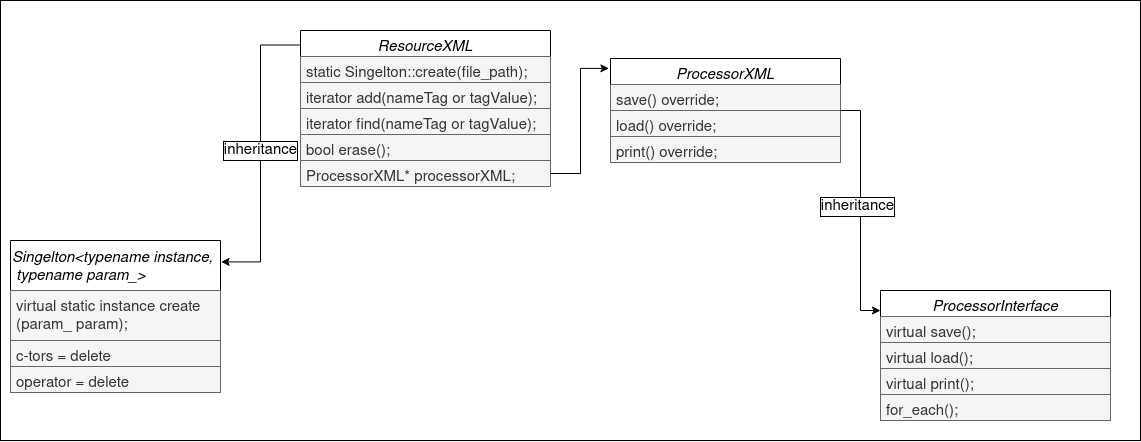 ResourceXML
static Singelton::create(file_path);
iterator add(nameTag or tagValue);
iterator find(nameTag or tagValue);
bool erase();
ProcessorXML* processorXML;
ProcessorXML
save() override;
load() override;
print() override;
inheritance
inheritance
Singelton<typename instance,
typename param_>
virtual static instance create
(param_ param);
c-tors = delete
operator = delete
ProcessorInterface
virtual save();
virtual load();
virtual print();
for_each();